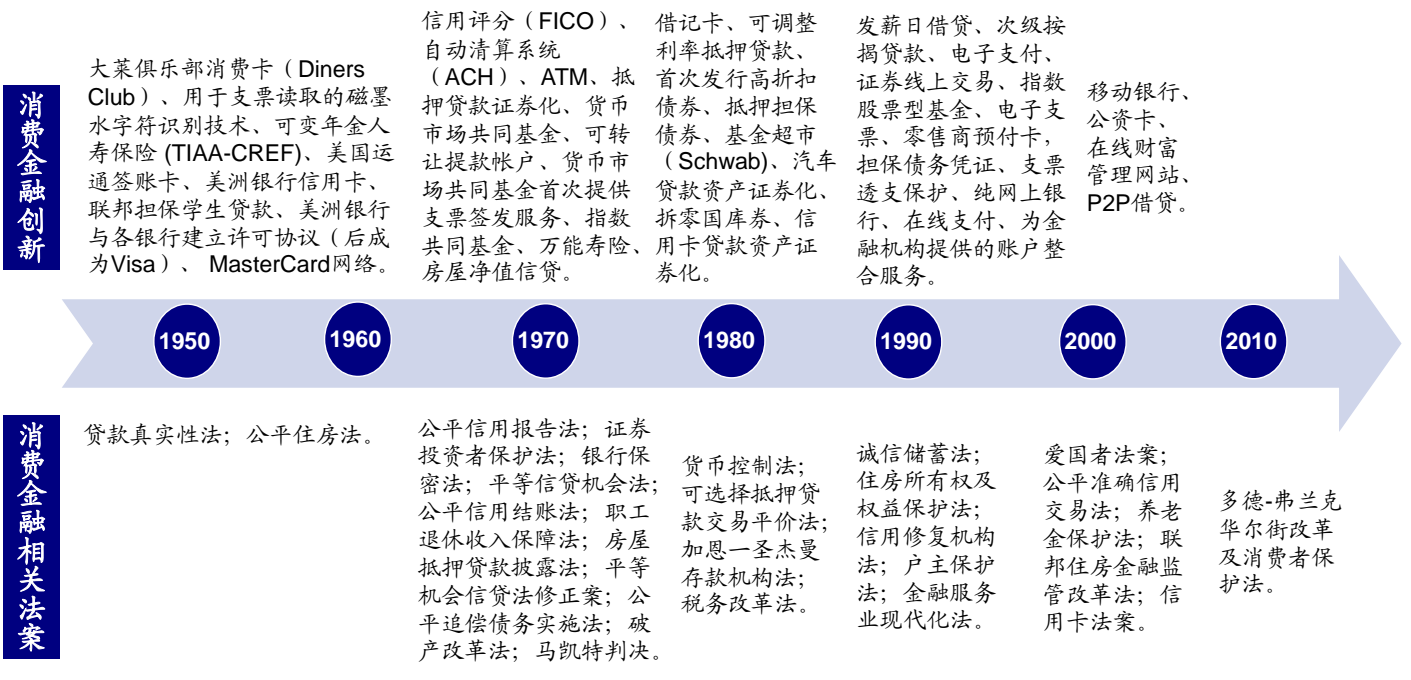 消费金融创新
大菜俱乐部消费卡（Diners
Club）、用于支票读取的磁墨
水字符识别技术、可变年金人
寿保险 (TIAA-CREF)、美国运
通签账卡、美洲银行信用卡、
联邦担保学生贷款、美洲银行
与各银行建立许可协议（后成
为Visa）、 MasterCard网络。
信用评分（FICO）、
自动清算系统
（ACH）、ATM、抵
押贷款证券化、货币
市场共同基金、可转
让提款帐户、货币市
场共同基金首次提供
支票签发服务、指数
共同基金、万能寿险、
房屋净值信贷。
借记卡、可调整
利率抵押贷款、
首次发行高折扣
债券、抵押担保
债券、基金超市
（Schwab)、汽车
贷款资产证券化、
拆零国库券、信
用卡贷款资产证
券化。
发薪日借贷、次级按
揭贷款、电子支付、
证券线上交易、指数
股票型基金、电子支
票、零售商预付卡，
担保债务凭证、支票
透支保护、纯网上银
行、在线支付、为金
融机构提供的账户整
合服务。
移动银行、
公资卡、
在线财富
管理网站、
P2P借贷。
1950
1960
1970
1980
1990
2000
2010
消费金融相关法案
贷款真实性法；公平住房法。
公平信用报告法；证券
投资者保护法；银行保
密法；平等信贷机会法；
公平信用结账法；职工
退休收入保障法；房屋
抵押贷款披露法；平等
机会信贷法修正案；公
平追偿债务实施法；破
产改革法；马凯特判决。
货币控制法；
可选择抵押贷
款交易平价法；
加恩一圣杰曼
存款机构法；
税务改革法。
诚信储蓄法；
住房所有权及
权益保护法；
信用修复机构
法；户主保护
法；金融服务
业现代化法。
爱国者法案；
公平准确信用
交易法；养老
金保护法；联
邦住房金融监
管改革法；信
用卡法案。
多德-弗兰克
华尔街改革
及消费者保
护法。